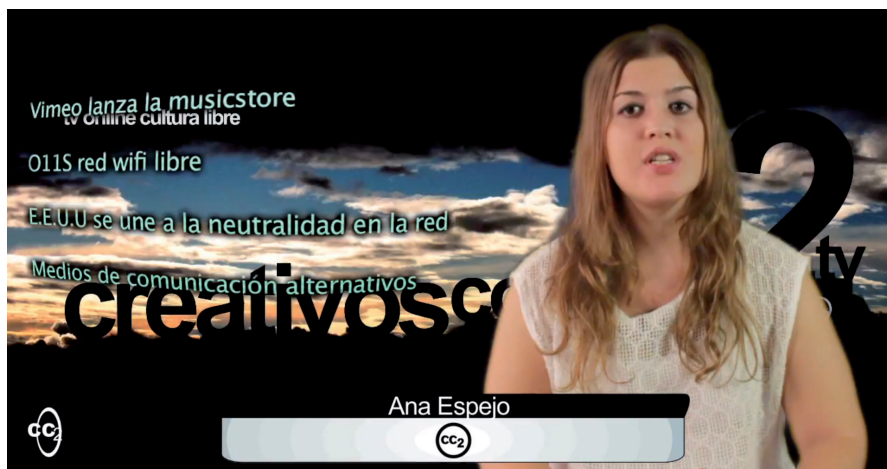 Vimeo lanza la musicstore
tv online cultura libre
O11S red wifi libre
E.E.U.U se une a la neutralidad en la red
Medios de comunicación alternativos
creativoscc
2
.tv
Ana Espejo
cc2
cc2